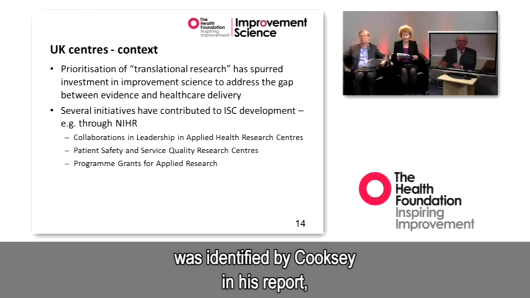 The
Health
Foundation
Inspiring
Improvement
Improvement
Science
UK centres - context
• Prioritisation of “translational research” has spurred
investment in improvement science to address the gap
between evidence and healthcare delivery
• Several initiatives have contributed to ISC development –
e.g. through NIHR
– Collaborations in Leadership in Applied Health Research Centres
– Patient Safety and Service Quality Research Centres
– Programme Grants for Applied Research
14
The
Health
Foundation
Inspiring
Improvement
was identified by Cooksey
in his report,